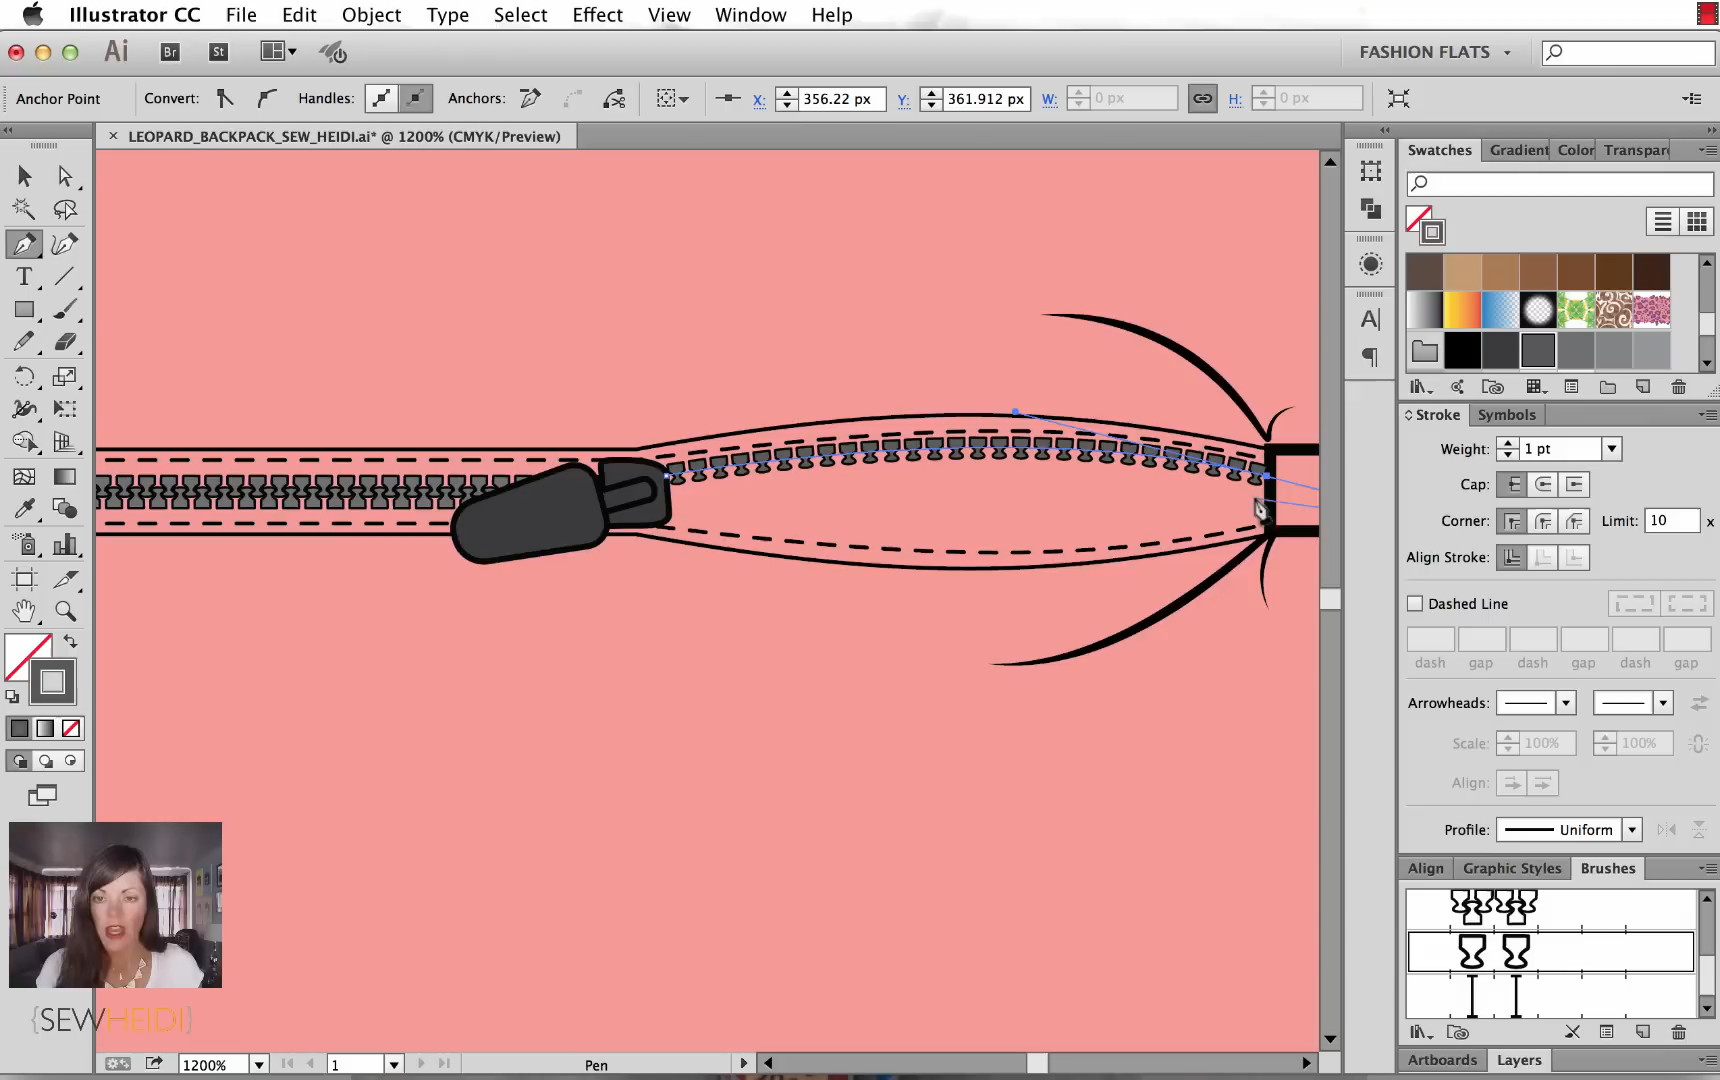 Illustrator CC File Edit Object Type Select Effect View Window Help
Ai Br St FASHION FLATS
Anchor Point Convert: Handles: Anchors: X: 356.22 px Y: 361.912 px W: 0 px H: 0 px
LEOPARD_BACKPACK_SEW_HEIDI.ai* @ 1200% (CMYK/Preview)
Swatches Gradient Color Transpar
Stroke Symbols
Weight: 1 pt
Cap:
Corner: Limit: 10 x
Align Stroke:
Dashed Line
dash gap dash gap dash gap
Arrowheads:
Scale: 100% 100%
Align:
Profile: Uniform
Align Graphic Styles Brushes
{SEWHEIDI}
1200% 1 Pen
Artboards Layers